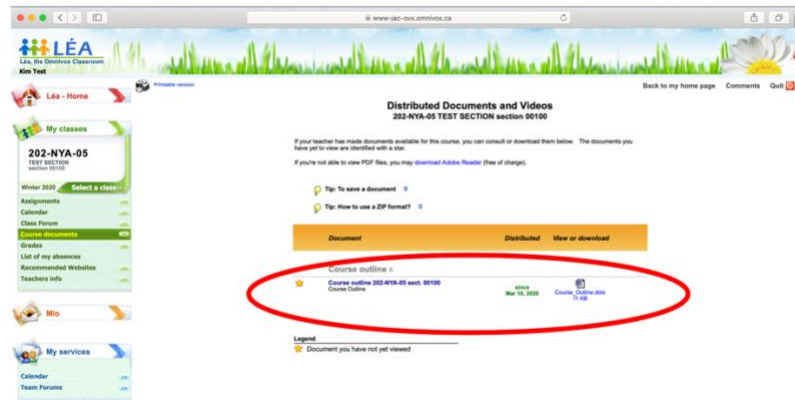 www-jac-ovx.omnivox.ca
LÉA
Léa, the Omnivox Classroom
Kim Test
Printable version
Back to my home page Comments Quit
Léa - Home
My classes
202-NYA-05
TEST SECTION
section 00100
Winter 2020 Select a class
Assignments
Calendar
Class Forum
Course documents
Grades
List of my absences
Recommended Websites
Teachers info
Mio
My services
Calendar
Team Forums
Distributed Documents and Videos
202-NYA-05 TEST SECTION section 00100
If your teacher has made documents available for this course, you can consult or download them below. The documents you
have yet to view are identified with a star.
If you're not able to view PDF files, you may download Adobe Reader (free of charge).
Tip: To save a document
Tip: How to use a ZIP format?
Document Distributed View or download
Course outline
Course outline 202-NYA-05 sect. 00100
Course Outline
since
Mar 16, 2020
Course_Outline.dotx
71 KB
Legend
Document you have not yet viewed